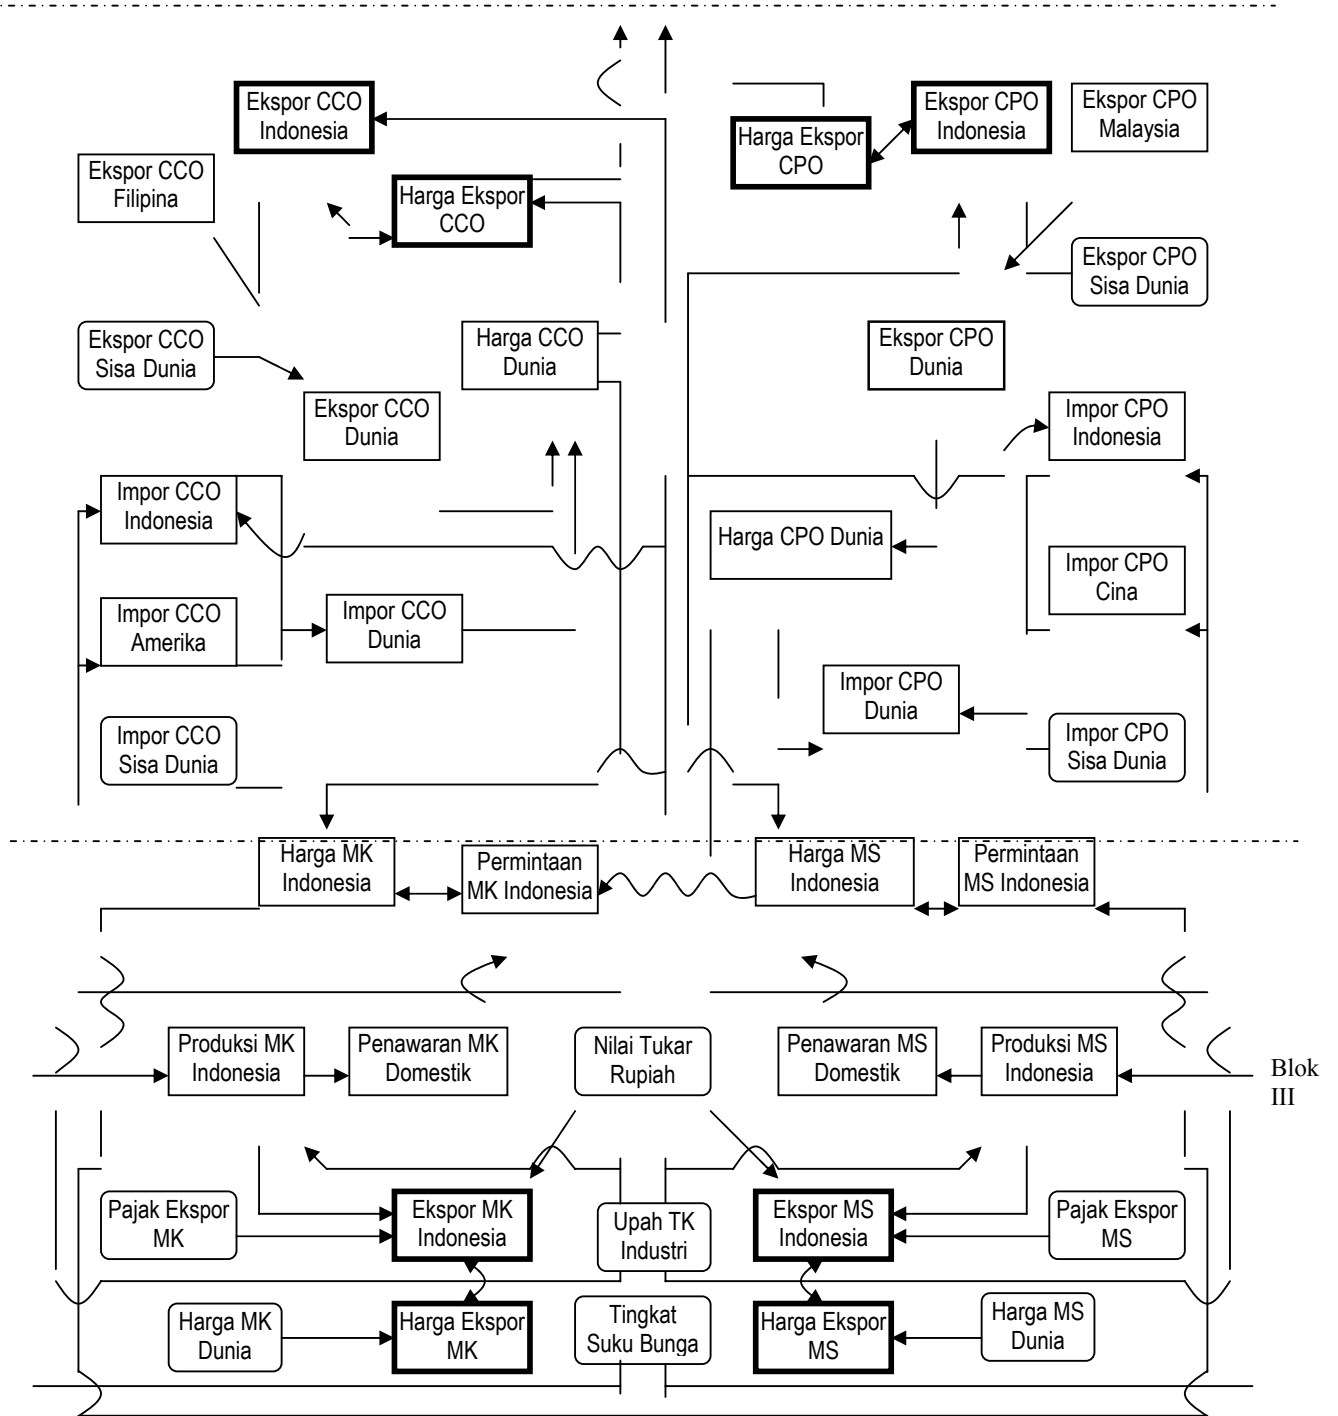 Ekspor CCO
Indonesia
Ekspor CPO
Indonesia
Ekspor CPO
Malaysia
Harga Ekspor
CPO
Ekspor CCO
Filipina
Harga Ekspor
CCO
Ekspor CPO
Sisa Dunia
Ekspor CCO
Sisa Dunia
Harga CCO
Dunia
Ekspor CPO
Dunia
Ekspor CCO
Dunia
Impor CPO
Indonesia
Impor CCO
Indonesia
Harga CPO Dunia
Impor CPO
Cina
Impor CCO
Amerika
Impor CCO
Dunia
Impor CPO
Dunia
Impor CCO
Sisa Dunia
Impor CPO
Sisa Dunia
Harga MK
Indonesia
Permintaan
MK Indonesia
Harga MS
Indonesia
Permintaan
MS Indonesia
Produksi MK
Indonesia
Penawaran MK
Domestik
Nilai Tukar
Rupiah
Penawaran MS
Domestik
Produksi MS
Indonesia
Blok
III
Pajak Ekspor
MK
Ekspor MK
Indonesia
Upah TK
Industri
Ekspor MS
Indonesia
Pajak Ekspor
MS
Harga MK
Dunia
Harga Ekspor
MK
Tingkat
Suku Bunga
Harga Ekspor
MS
Harga MS
Dunia